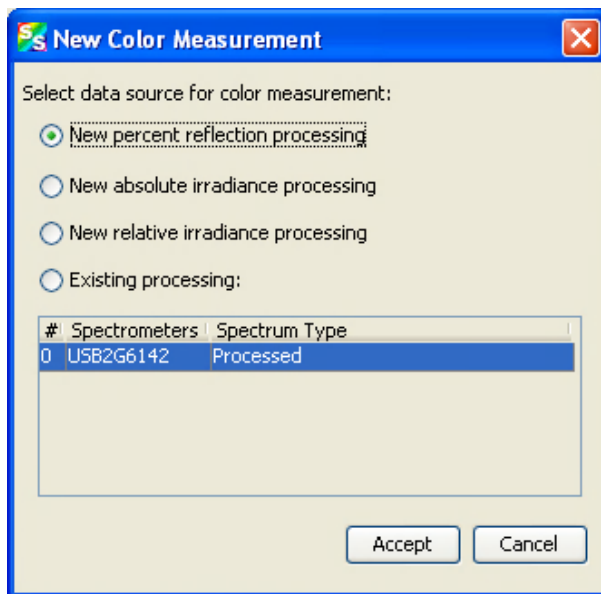 SS New Color Measurement
Select data source for color measurement:
New percent reflection processing
New absolute irradiance processing
New relative irradiance processing
Existing processing:
# Spectrometers Spectrum Type
0 USB2G6142 Processed
Accept Cancel